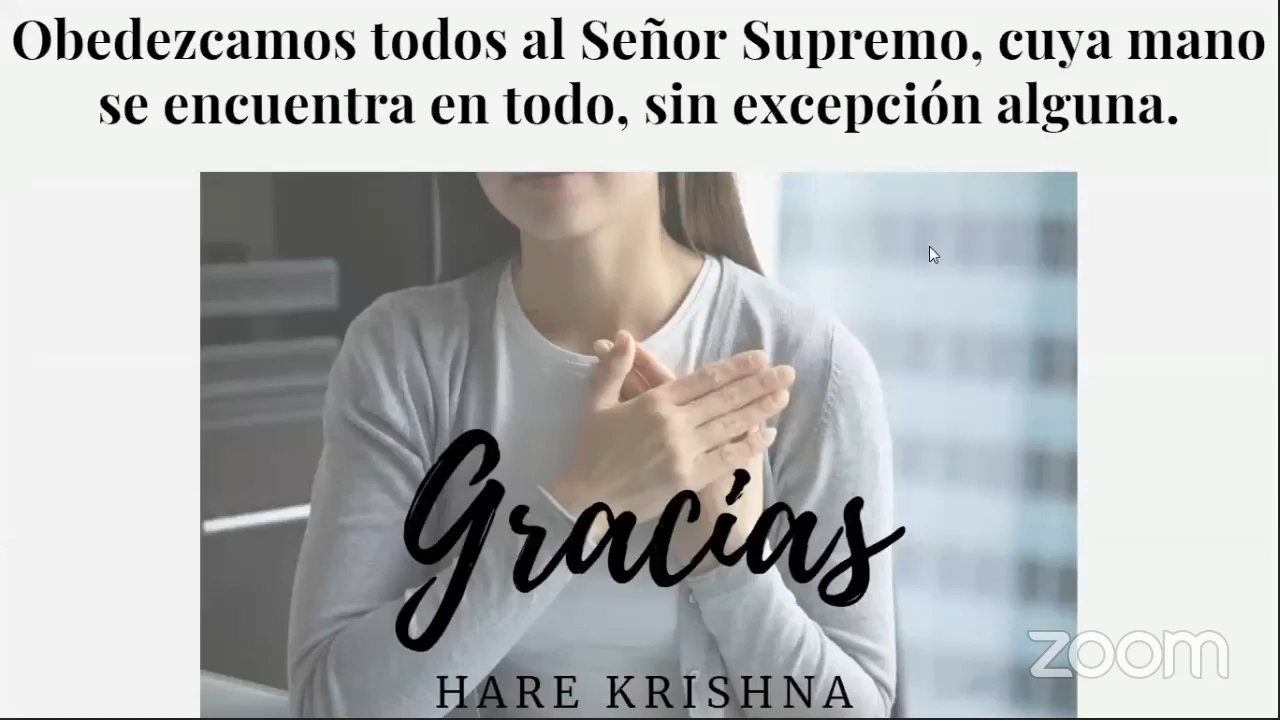 Obedezcamos todos al Señor Supremo, cuya mano
se encuentra en todo, sin excepción alguna.
Gracias
HARE KRISHNA
zoom